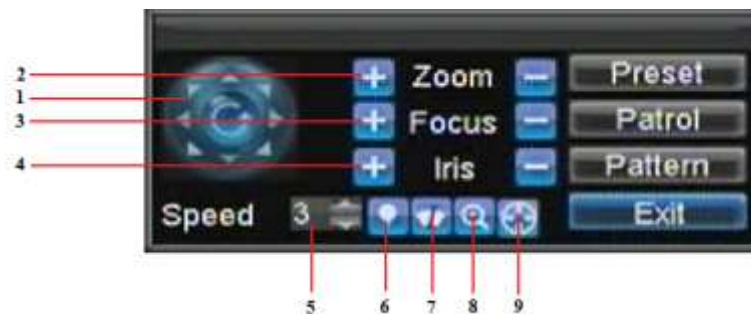 2 Zoom Preset
1
3 Focus Patrol
4 Iris Pattern
Speed 3 Exit
5 6 7 8 9